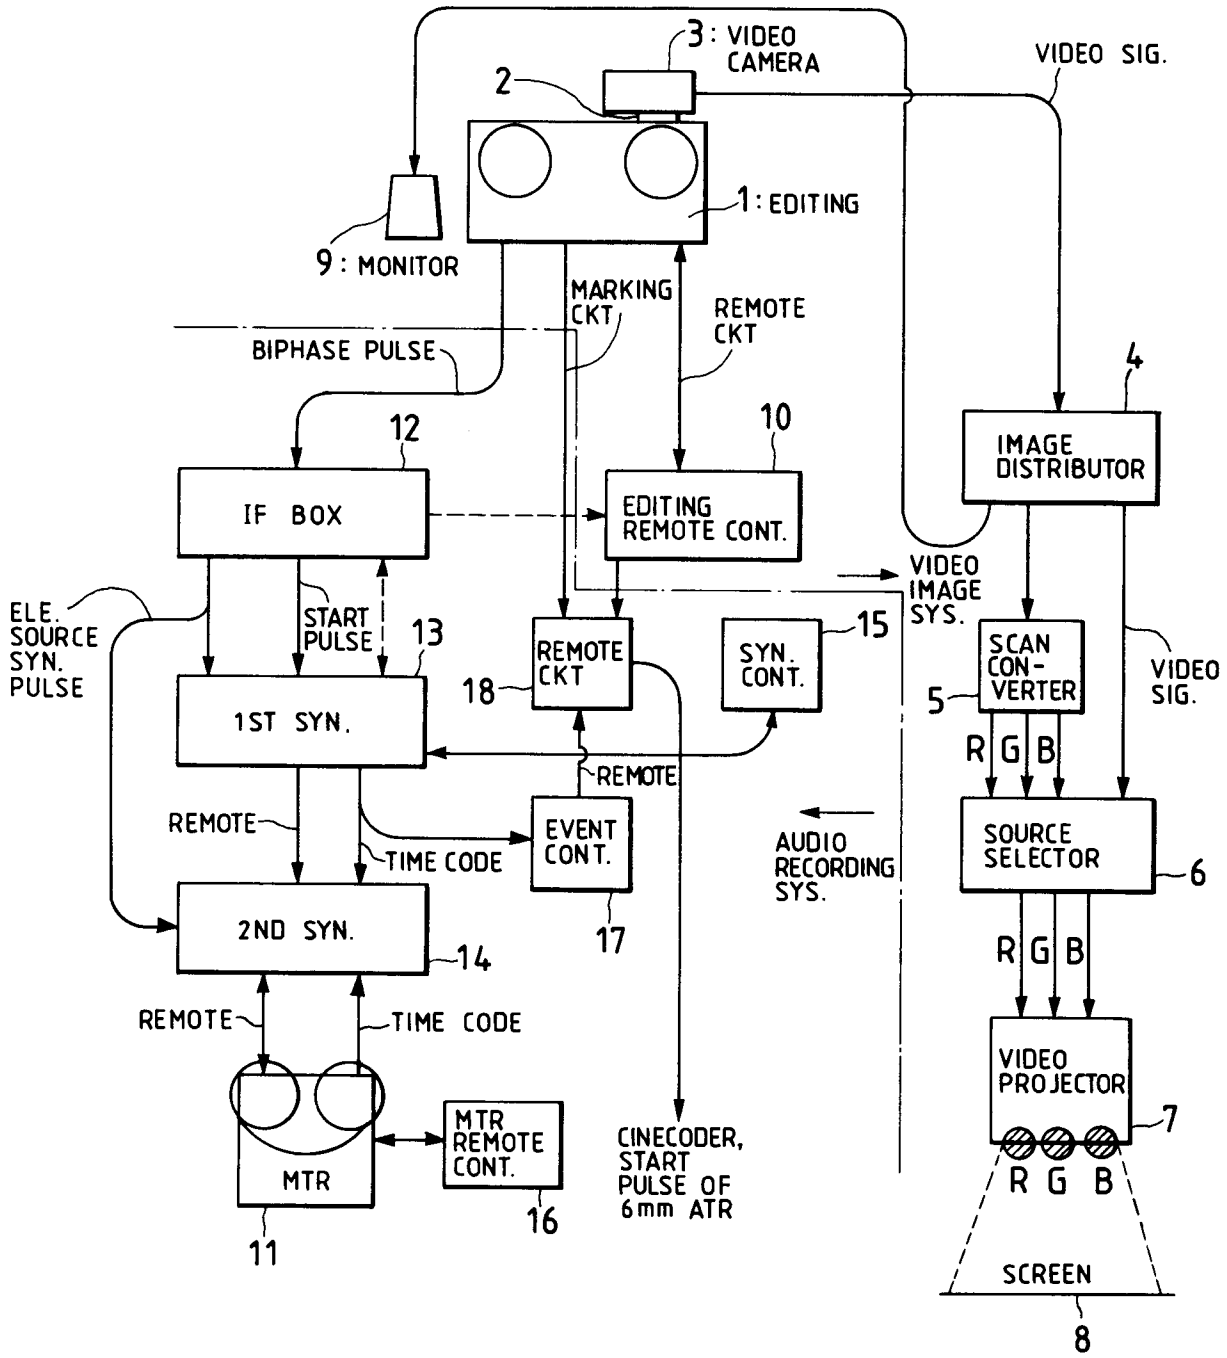 3: VIDEO
CAMERA
VIDEO SIG.
2
1: EDITING
9: MONITOR
MARKING
CKT
REMOTE
CKT
BIPHASE PULSE
4
12
10
IMAGE
DISTRIBUTOR
IF BOX
EDITING
REMOTE CONT.
VIDEO
IMAGE
SYS.
ELE.
SOURCE
SYN.
PULSE
START
PULSE
13
15
18
REMOTE
CKT
SYN.
CONT.
SCAN
CON-
VERTER
5
VIDEO
SIG.
1ST SYN.
R G B
REMOTE
REMOTE
TIME CODE
EVENT
CONT.
AUDIO
RECORDING
SYS.
SOURCE
SELECTOR
6
2ND SYN.
14
17
R G B
REMOTE
TIME CODE
VIDEO
PROJECTOR
7
MTR
MTR
REMOTE
CONT.
CINECODER,
START
PULSE OF
6mm ATR
R G B
11
16
SCREEN
8